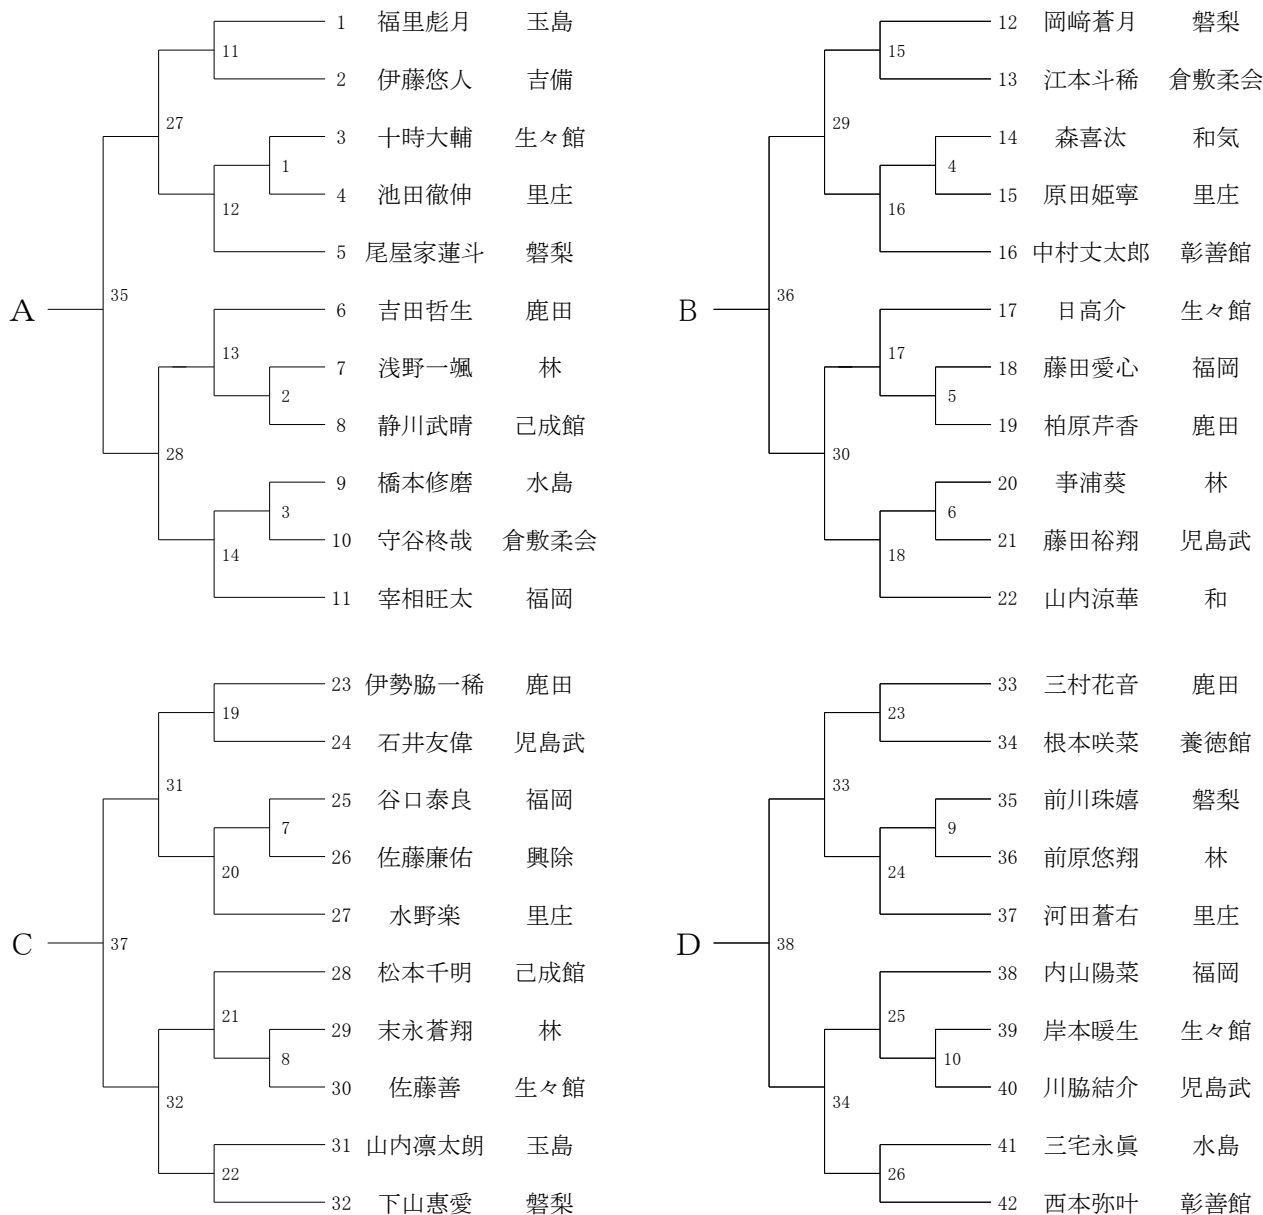 A
1 福里彪月 玉島
11
2 伊藤悠人 吉備
27
3 十時大輔 生々館
1
4 池田徹伸 里庄
12
5 尾屋家蓮斗 磐梨
35
6 吉田哲生 鹿田
13
7 浅野一颯 林
2
8 静川武晴 己成館
28
9 橋本修磨 水島
3
10 守谷柊哉 倉敷柔会
14
11 宰相旺太 福岡
B
12 岡﨑蒼月 磐梨
15
13 江本斗稀 倉敷柔会
29
14 森喜汰 和気
4
15 原田姫寧 里庄
16
16 中村丈太郎 彰善館
36
17 日高介 生々館
17
18 藤田愛心 福岡
5
19 柏原芹香 鹿田
30
20 亊浦葵 林
6
21 藤田裕翔 児島武
18
22 山内涼華 和
C
23 伊勢脇一稀 鹿田
19
24 石井友偉 児島武
31
25 谷口泰良 福岡
7
26 佐藤廉佑 興除
20
27 水野楽 里庄
37
28 松本千明 己成館
21
29 末永蒼翔 林
8
30 佐藤善 生々館
32
31 山内凛太朗 玉島
22
32 下山惠愛 磐梨
D
33 三村花音 鹿田
23
34 根本咲菜 養徳館
33
35 前川珠嬉 磐梨
9
36 前原悠翔 林
24
37 河田蒼右 里庄
38
38 内山陽菜 福岡
25
39 岸本暖生 生々館
10
40 川脇結介 児島武
34
41 三宅永眞 水島
26
42 西本弥叶 彰善館